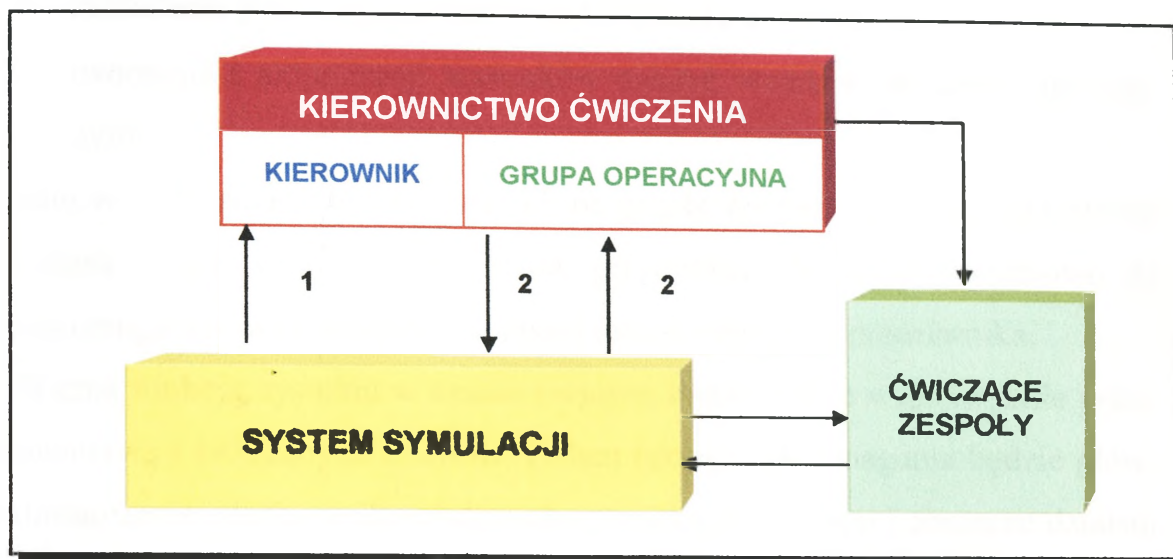 KIEROWNICTWO ĆWICZENIA
KIEROWNIK
GRUPA OPERACYJNA
1
2
2
SYSTEM SYMULACJI
ĆWICZĄCE
ZESPOŁY